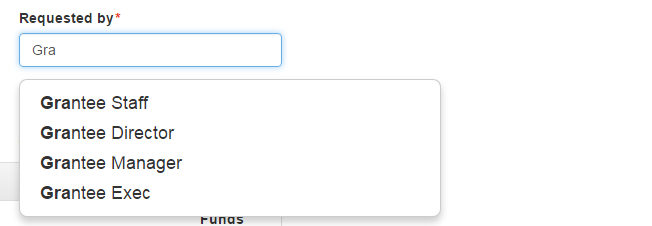 Requested by*
Gra
Grantee Staff
Grantee Director
Grantee Manager
Grantee Exec
Funds